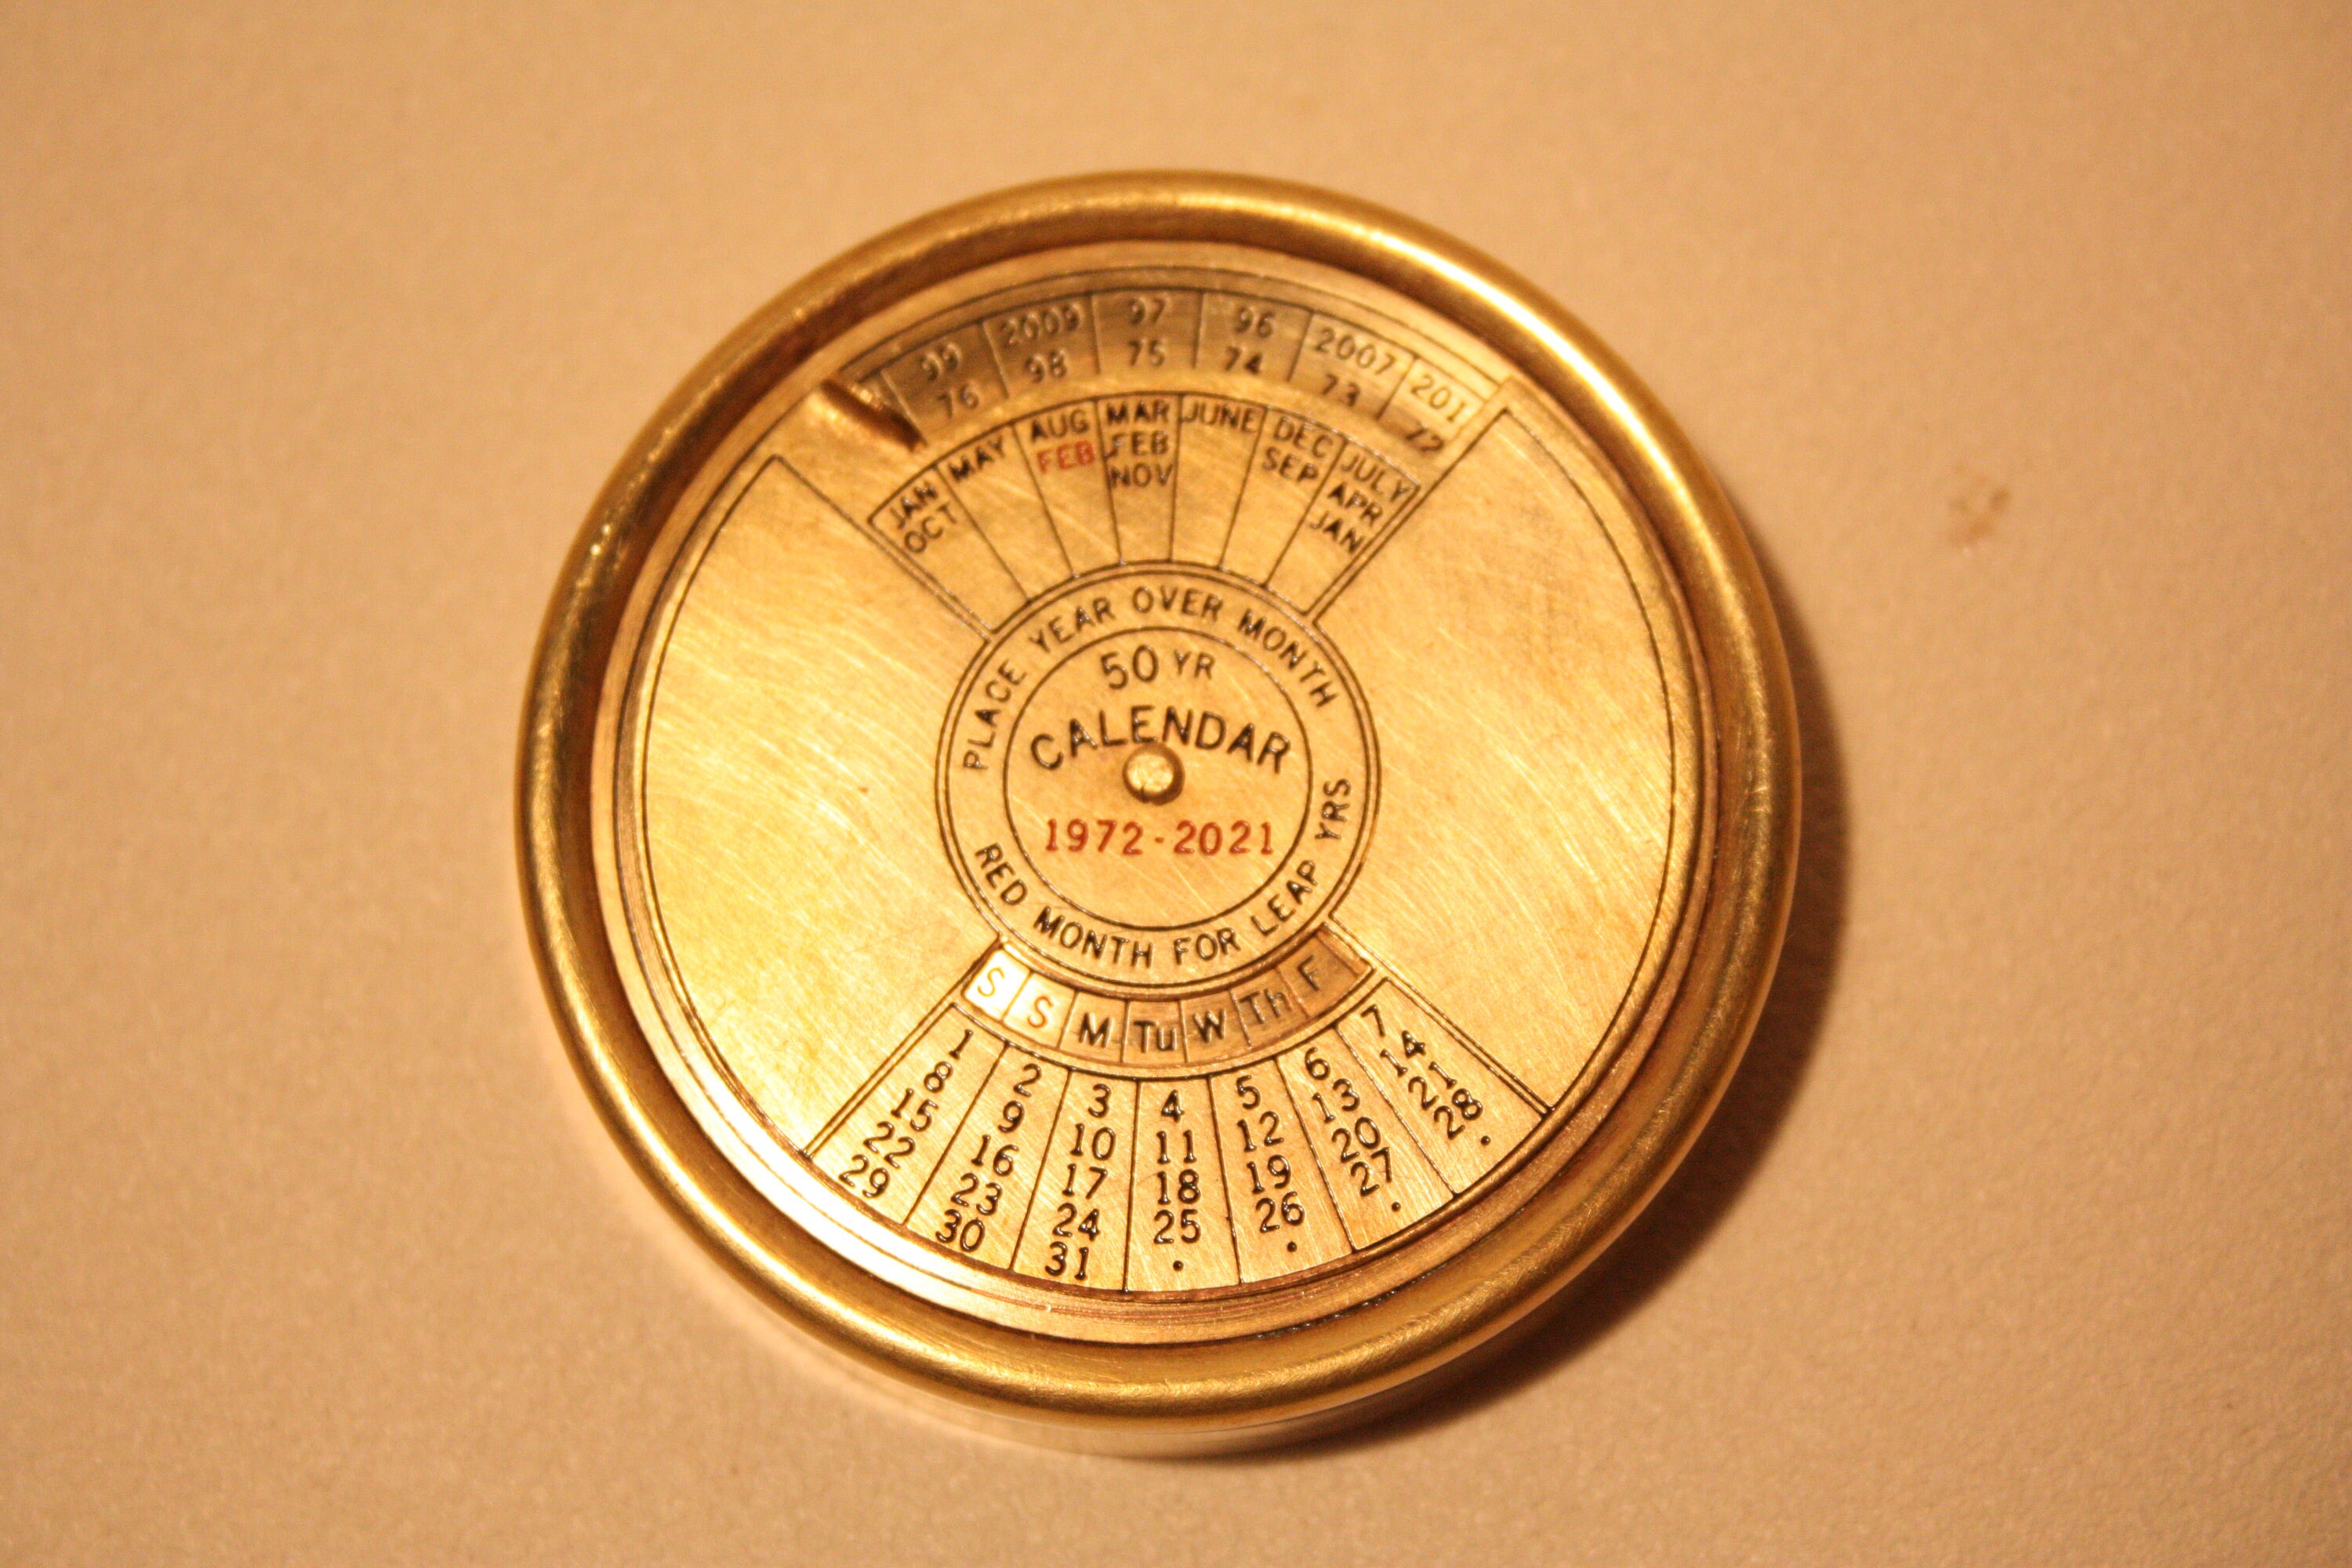 99 2009 97 96 2007 201
76 98 75 74 73 72
JAN MAY AUG MAR JUNE DEC JULY
OCT FEB FEB SEP APR
NOV JAN
PLACE YEAR OVER MONTH
50 YR
CALENDAR
1972-2021
RED MONTH FOR LEAP YRS
S S M Tu W Th F
1 2 3 4 5 6 7
8 9 10 11 12 13 14
15 16 17 18 19 20 21
22 23 24 25 26 27 28
29 30 31 . . . .